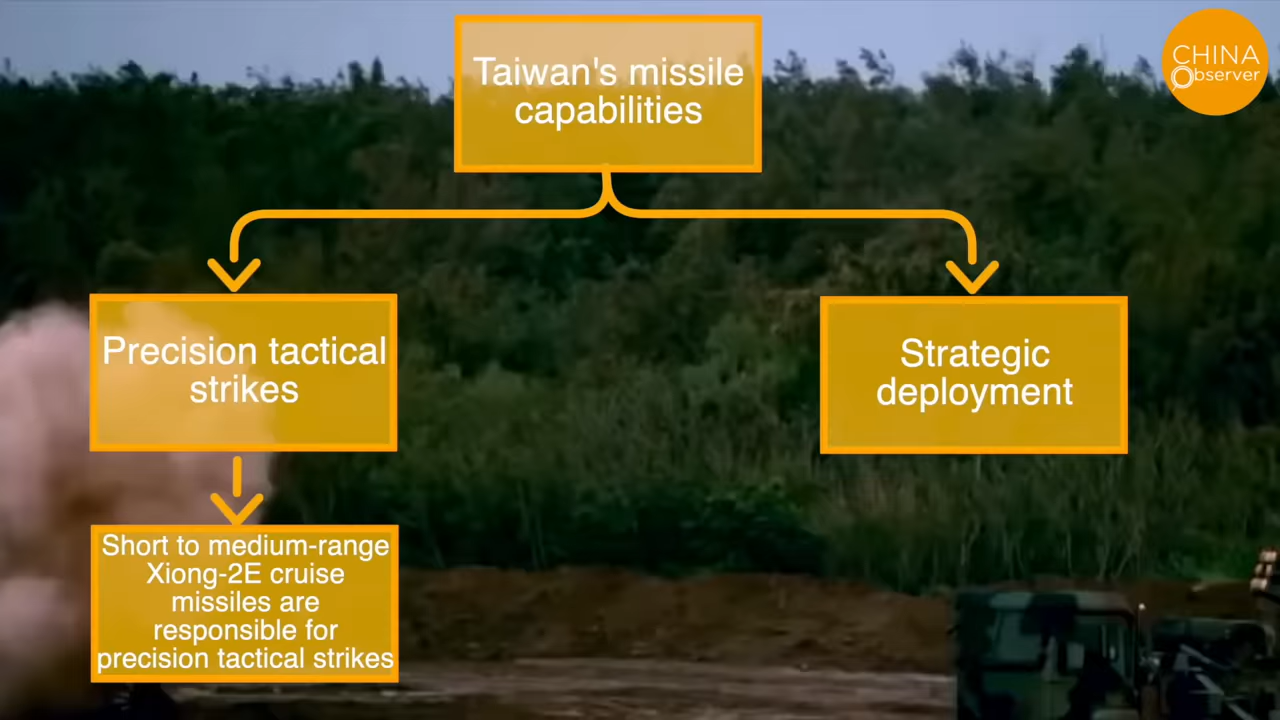 Taiwan's missile
capabilities
CHINA
Observer
Precision tactical
strikes
Strategic
deployment
Short to medium-range
Xiong-2E cruise
missiles are
responsible for
precision tactical strikes